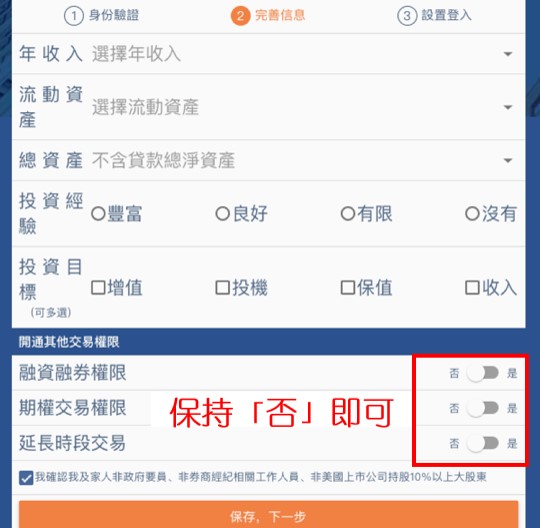 1 身份驗證 2 完善信息 3 設置登入
年收入 選擇年收入
流動資產 選擇流動資產
總資產 不含貸款總淨資產
投資經驗 豐富 良好 有限 沒有
投資目標 增值 投機 保值 收入
(可多選)
開通其他交易權限
融資融券權限 否 是
期權交易權限 保持「否」即可 否 是
延長時段交易 否 是
我確認我及家人非政府要員、非券商經紀相關工作人員、非美國上市公司持股10%以上大股東
保存，下一步